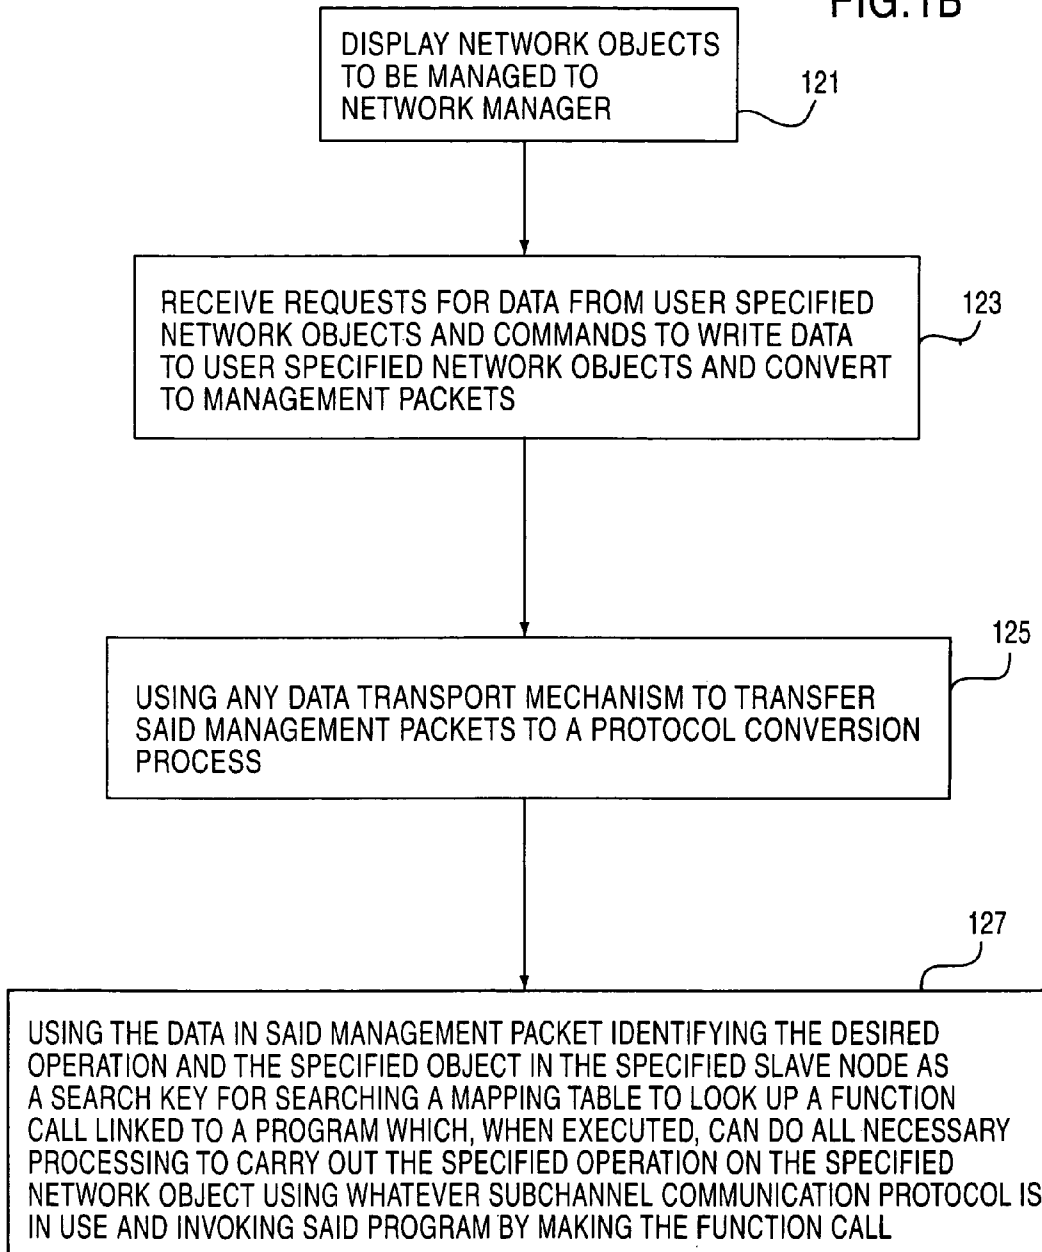 FIG.1B
DISPLAY NETWORK OBJECTS
TO BE MANAGED TO
NETWORK MANAGER
121
RECEIVE REQUESTS FOR DATA FROM USER SPECIFIED
NETWORK OBJECTS AND COMMANDS TO WRITE DATA
TO USER SPECIFIED NETWORK OBJECTS AND CONVERT
TO MANAGEMENT PACKETS
123
USING ANY DATA TRANSPORT MECHANISM TO TRANSFER
SAID MANAGEMENT PACKETS TO A PROTOCOL CONVERSION
PROCESS
125
USING THE DATA IN SAID MANAGEMENT PACKET IDENTIFYING THE DESIRED
OPERATION AND THE SPECIFIED OBJECT IN THE SPECIFIED SLAVE NODE AS
A SEARCH KEY FOR SEARCHING A MAPPING TABLE TO LOOK UP A FUNCTION
CALL LINKED TO A PROGRAM WHICH, WHEN EXECUTED, CAN DO ALL NECESSARY
PROCESSING TO CARRY OUT THE SPECIFIED OPERATION ON THE SPECIFIED
NETWORK OBJECT USING WHATEVER SUBCHANNEL COMMUNICATION PROTOCOL IS
IN USE AND INVOKING SAID PROGRAM BY MAKING THE FUNCTION CALL
127